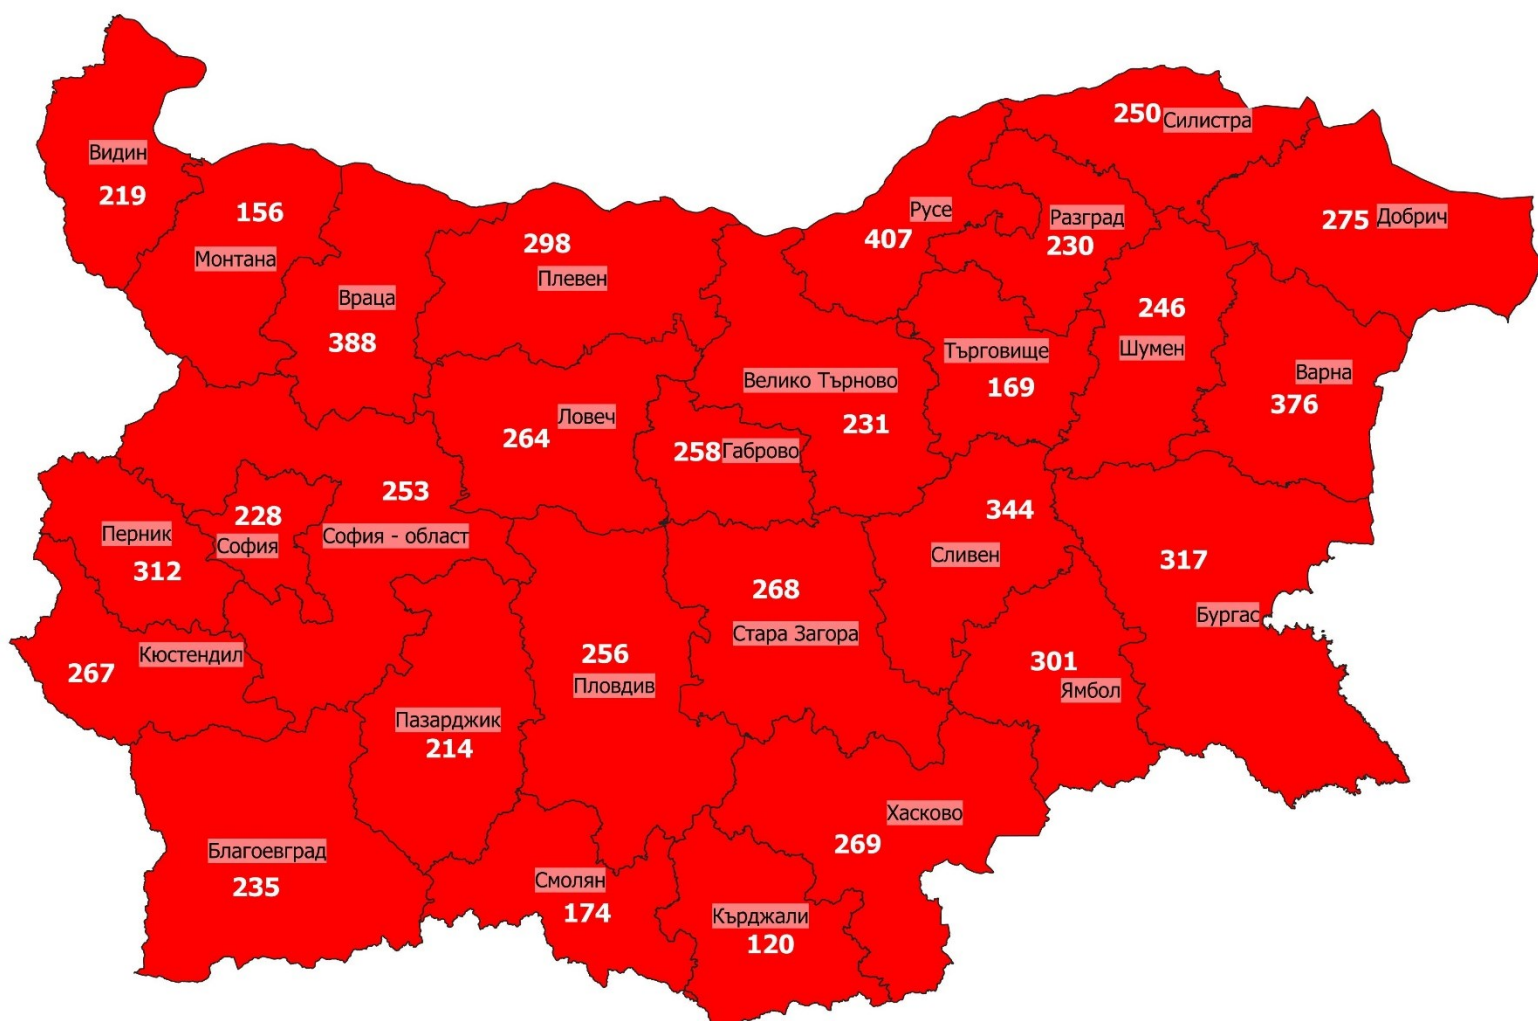 250
Силистра
Видин
219
156
Монтана
Русе
407
Разград
230
275
Добрич
298
Плевен
Враца
388
246
Шумен
Търговище
169
Варна
376
Велико Търново
231
Ловеч
264
258
Габрово
253
София - област
228
София
Перник
312
344
Сливен
317
Бургас
268
Стара Загора
Кюстендил
267
256
Пловдив
301
Ямбол
Пазарджик
214
Хасково
269
Благоевград
235
Смолян
174
Кърджали
120